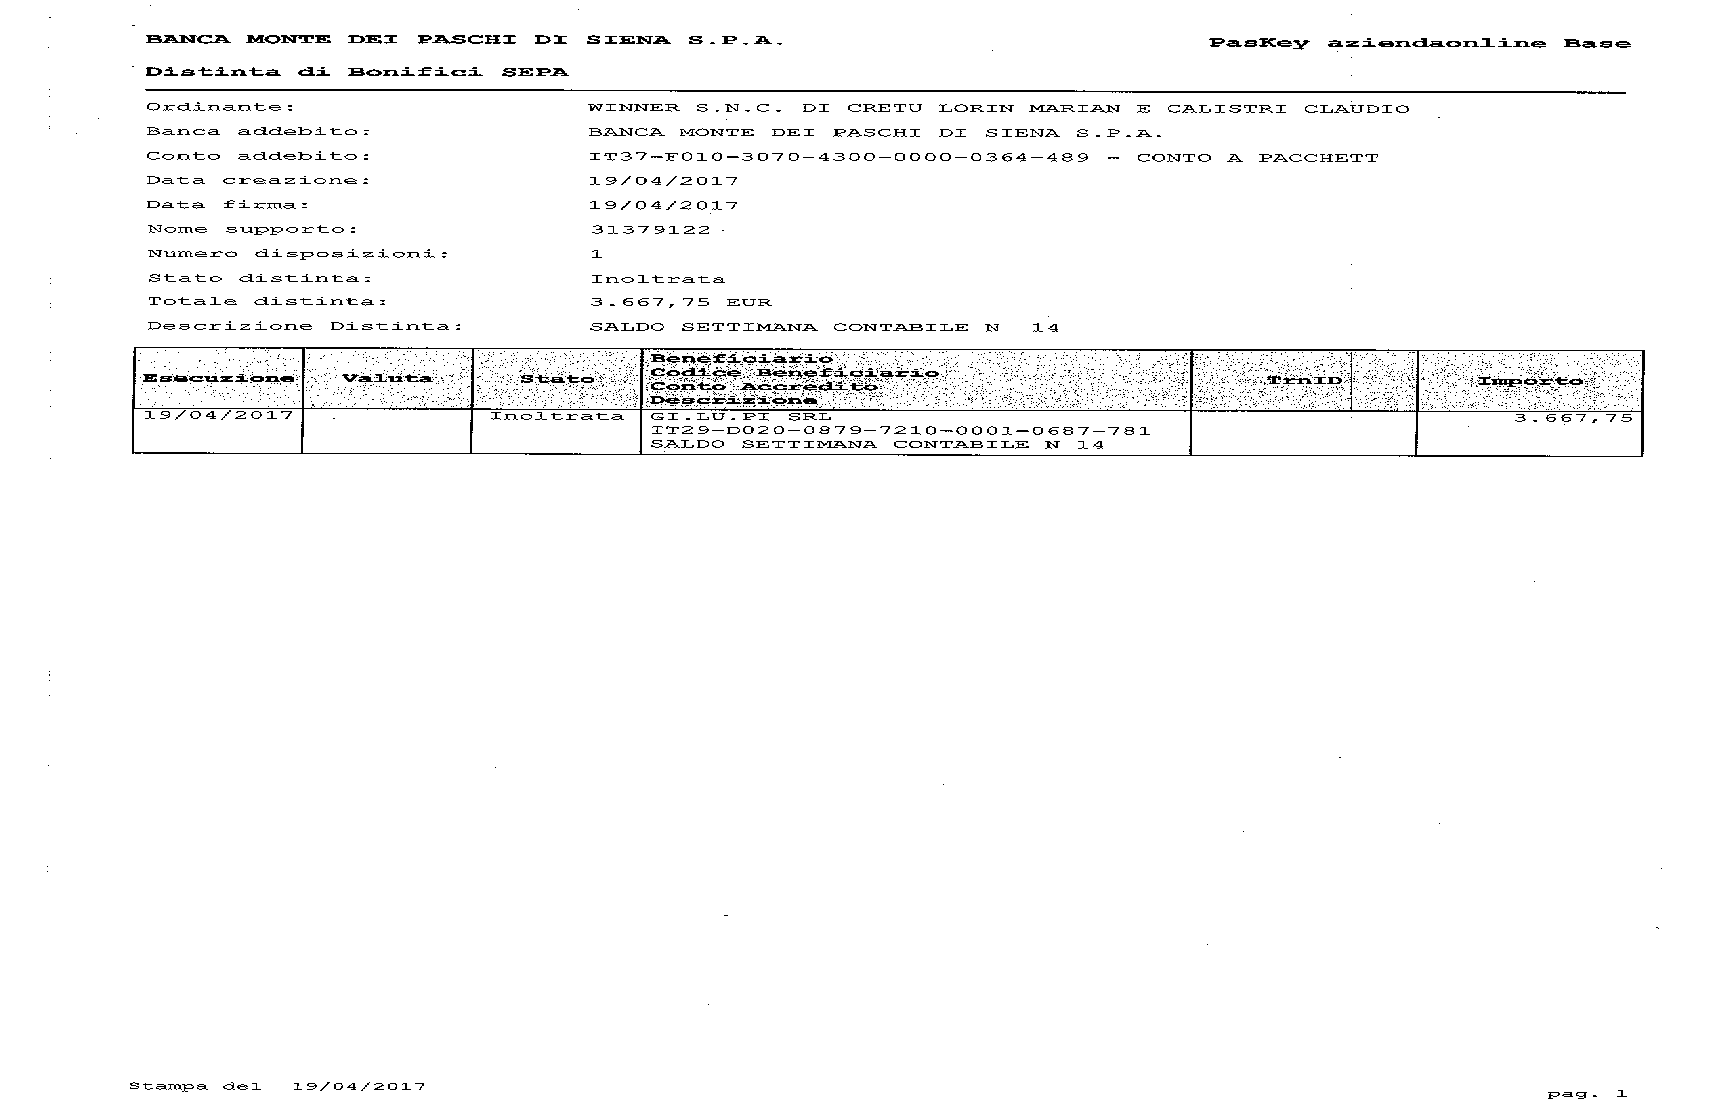 BANCA MONTE DEI PASCHI DI SIENA S.P.A.
PasKey aziendaonline Base
Distinta di Bonifici SEPA
Ordinante: WINNER S.N.C. DI CRETU LORIN MARIAN E CALISTRI CLAUDIO
Banca addebito: BANCA MONTE DEI PASCHI DI SIENA S.P.A.
Conto addebito: IT37-F010-3070-4300-0000-0364-489 - CONTO A PACCHETT
Data creazione: 19/04/2017
Data firma: 19/04/2017
Nome supporto: 31379122
Numero disposizioni: 1
Stato distinta: Inoltrata
Totale distinta: 3.667,75 EUR
Descrizione Distinta: SALDO SETTIMANA CONTABILE N 14
Esecuzione Valuta Stato Beneficiario
Codice Beneficiario
Conto Accredito
Descrizione TrnID Importo
19/04/2017 Inoltrata GI.LU.PI SRL 3.667,75
IT29-D020-0879-7210-0001-0687-781
SALDO SETTIMANA CONTABILE N 14
Stampa del 19/04/2017
pag. 1